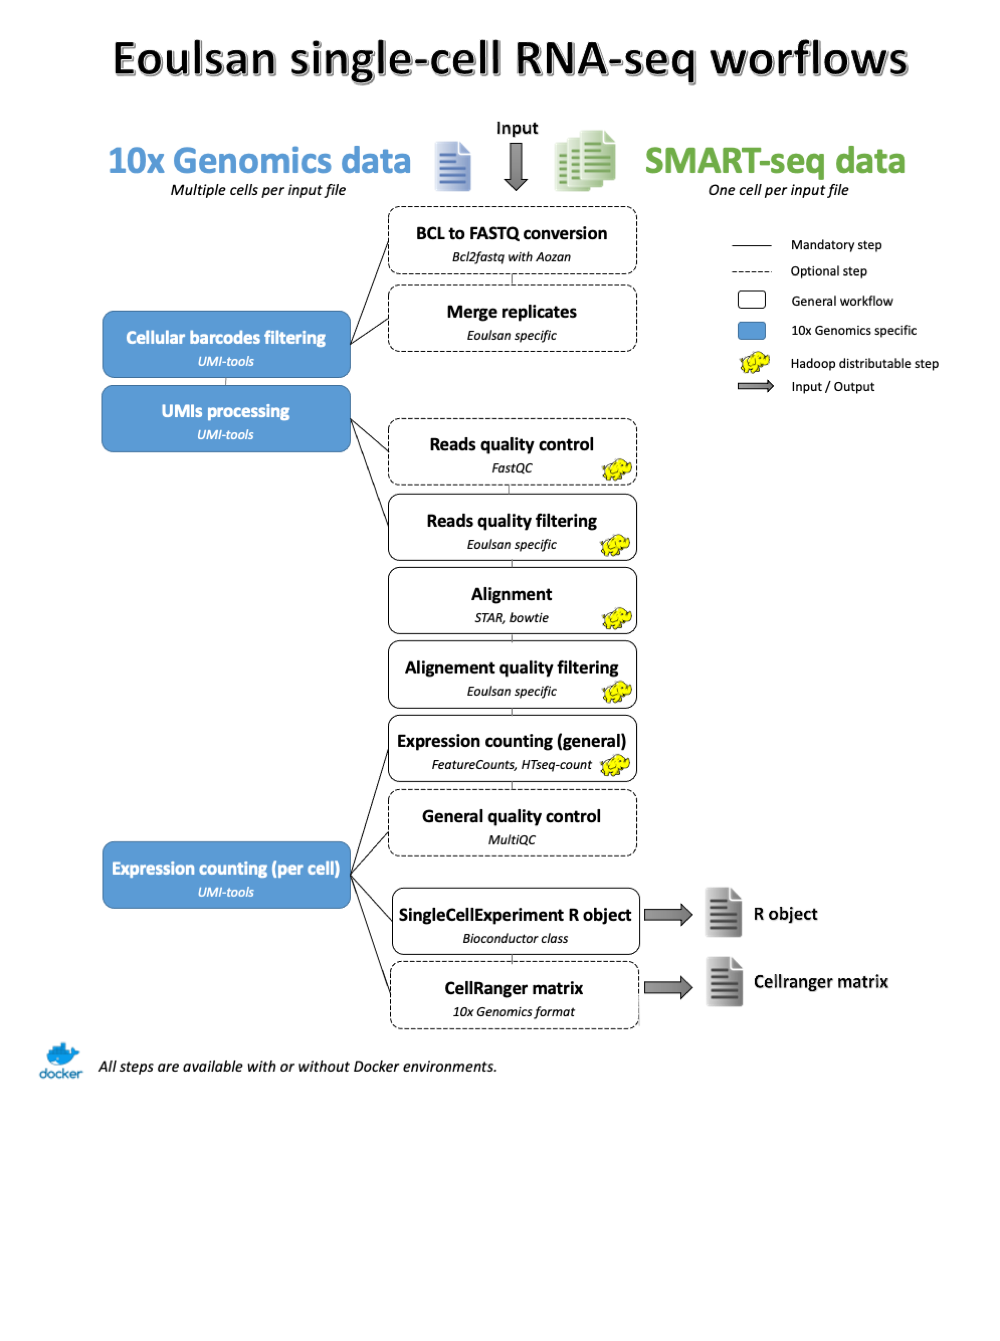 Eoulsan single-cell RNA-seq worflows
Input
10x Genomics data
Multiple cells per input file
SMART-seq data
One cell per input file
BCL to FASTQ conversion
Bcl2fastq with Aozan
Merge replicates
Eoulsan specific
Mandatory step
Optional step
General workflow
10x Genomics specific
Hadoop distributable step
Input / Output
Cellular barcodes filtering
UMI-tools
UMIs processing
UMI-tools
Reads quality control
FastQC
Reads quality filtering
Eoulsan specific
Alignment
STAR, bowtie
Alignement quality filtering
Eoulsan specific
Expression counting (general)
FeatureCounts, HTseq-count
General quality control
MultiQC
Expression counting (per cell)
UMI-tools
SingleCellExperiment R object
Bioconductor class
R object
CellRanger matrix
10x Genomics format
Cellranger matrix
docker
All steps are available with or without Docker environments.